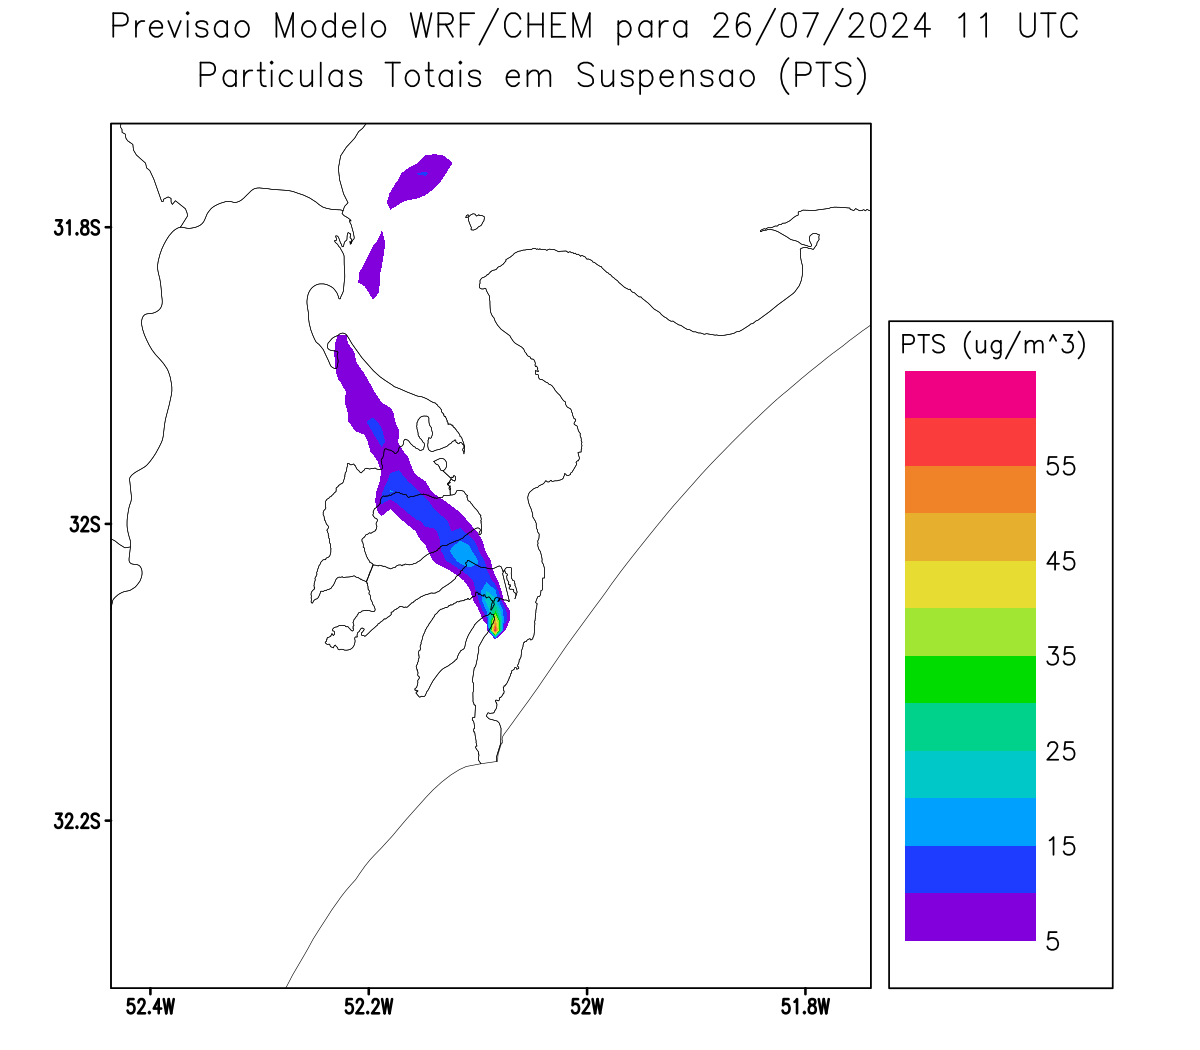 Previsao Modelo WRF/CHEM para 26/07/2024 11 UTC
Particulas Totais em Suspensao (PTS)
31.8S
32S
32.2S
52.4W
52.2W
52W
51.8W
PTS (ug/m^3)
55
45
35
25
15
5